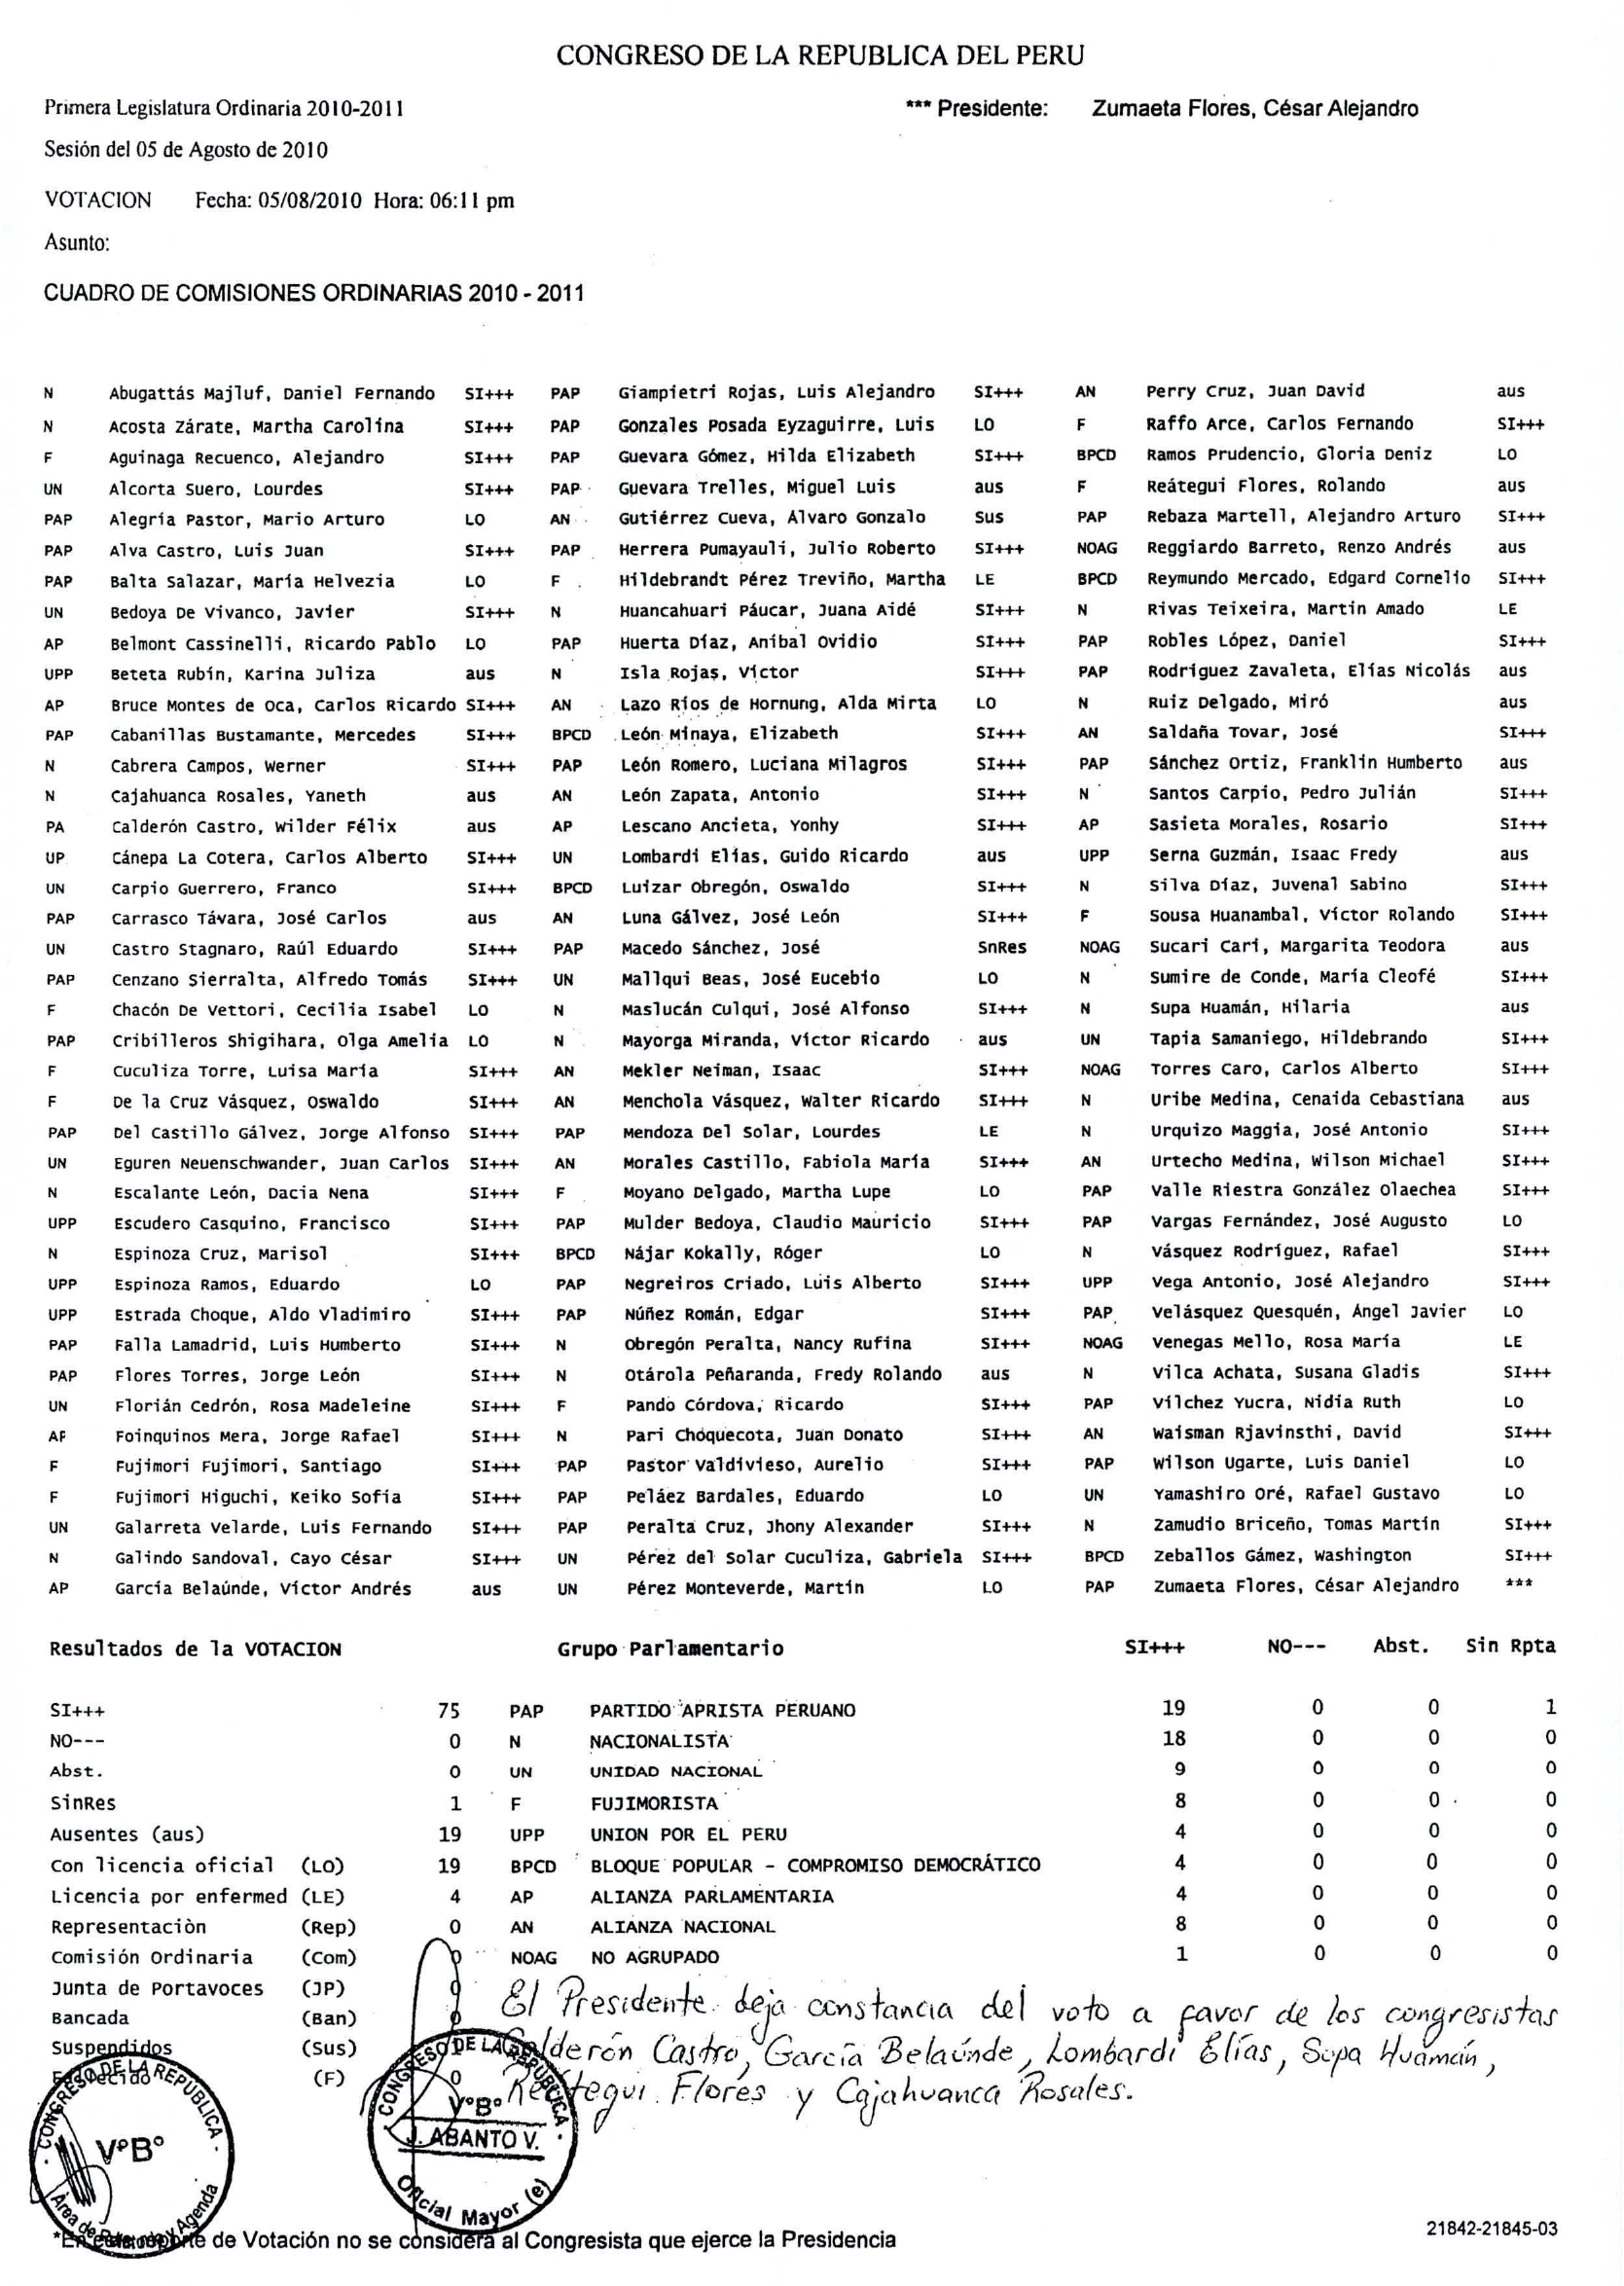 CONGRESO DE LA REPUBLICA DEL PERU
Primera Legislatura Ordinaria 2010-2011 *** Presidente: Zumaeta Flores, César Alejandro
Sesión del 05 de Agosto de 2010
VOTACION Fecha: 05/08/2010 Hora: 06:11 pm
Asunto:
CUADRO DE COMISIONES ORDINARIAS 2010 - 2011
N Abugattás Majluf, Daniel Fernando SI+++ PAP Giampietri Rojas, Luis Alejandro SI+++ AN Perry Cruz, Juan David aus
N Acosta Zárate, Martha Carolina SI+++ PAP Gonzales Posada Eyzaguirre, Luis LO F Raffo Arce, Carlos Fernando SI+++
F Aguinaga Recuenco, Alejandro SI+++ PAP Guevara Gómez, Hilda Elizabeth SI+++ BPCD Ramos Prudencio, Gloria Deniz LO
UN Alcorta Suero, Lourdes SI+++ PAP Guevara Trelles, Miguel Luis aus F Reátegui Flores, Rolando aus
PAP Alegría Pastor, Mario Arturo LO AN Gutiérrez Cueva, Álvaro Gonzalo Sus PAP Rebaza Martell, Alejandro Arturo SI+++
PAP Alva Castro, Luis Juan SI+++ PAP Herrera Pumayauli, Julio Roberto SI+++ NOAG Reggiardo Barreto, Renzo Andrés aus
PAP Balta Salazar, María Helvezia LO F Hildebrandt Pérez Treviño, Martha LE BPCD Reymundo Mercado, Edgard Cornelio SI+++
UN Bedoya De Vivanco, Javier SI+++ N Huancahuari Páucar, Juana Aidé SI+++ N Rivas Teixeira, Martin Amado LE
AP Belmont Cassinelli, Ricardo Pablo LO PAP Huerta Díaz, Anibal Ovidio SI+++ PAP Robles López, Daniel SI+++
UPP Beteta Rubín, Karina Juliza aus N Isla Rojas, Víctor SI+++ PAP Rodríguez Zavaleta, Elías Nicolás aus
AP Bruce Montes de Oca, Carlos Ricardo SI+++ AN Lazo Ríos de Hornung, Alda Mirta LO N Ruiz Delgado, Miró aus
PAP Cabanillas Bustamante, Mercedes SI+++ BPCD León Minaya, Elizabeth SI+++ AN Saldaña Tovar, José SI+++
N Cabrera Campos, Werner SI+++ PAP León Romero, Luciana Milagros SI+++ PAP Sánchez Ortiz, Franklin Humberto aus
N Cajahuanca Rosales, Yaneth aus AN León Zapata, Antonio SI+++ N Santos Carpio, Pedro Julián SI+++
PA Calderón Castro, Wilder Félix aus AP Lescano Ancieta, Yonhy SI+++ AP Sasieta Morales, Rosario SI+++
UP Cánepa La Cotera, Carlos Alberto SI+++ UN Lombardi Elías, Guido Ricardo aus UPP Serna Guzmán, Isaac Fredy aus
UN Carpio Guerrero, Franco SI+++ BPCD Luizar Obregón, Oswaldo SI+++ N Silva Díaz, Juvenal Sabino SI+++
PAP Carrasco Távara, José Carlos aus AN Luna Gálvez, José León SI+++ F Sousa Huanambal, Víctor Rolando SI+++
UN Castro Stagnaro, Raúl Eduardo SI+++ PAP Macedo Sánchez, José SnRes NOAG Sucari Cari, Margarita Teodora aus
PAP Cenzano Sierralta, Alfredo Tomás SI+++ UN Mallqui Beas, José Eucebio LO N Sumire de Conde, María Cleofé SI+++
F Chacón De Vettori, Cecilia Isabel LO N Maslucán Culqui, José Alfonso SI+++ N Supa Huamán, Hilaria aus
PAP Cribilleros Shigihara, Olga Amelia LO N Mayorga Miranda, Víctor Ricardo aus UN Tapia Samaniego, Hildebrando SI+++
F Cuculiza Torre, Luisa María SI+++ AN Mekler Neiman, Isaac SI+++ NOAG Torres Caro, Carlos Alberto SI+++
F De la Cruz Vásquez, Oswaldo SI+++ AN Menchola Vásquez, Walter Ricardo SI+++ N Uribe Medina, Cenaida Cebastiana aus
PAP Del Castillo Gálvez, Jorge Alfonso SI+++ PAP Mendoza Del Solar, Lourdes LE N Urquizo Maggia, José Antonio SI+++
UN Eguren Neuenschwander, Juan Carlos SI+++ AN Morales Castillo, Fabiola María SI+++ AN Urtecho Medina, Wilson Michael SI+++
N Escalante León, Dacia Nena SI+++ F Moyano Delgado, Martha Lupe LO PAP Valle Riestra González Olaechea SI+++
UPP Escudero Casquino, Francisco SI+++ PAP Mulder Bedoya, Claudio Mauricio SI+++ PAP Vargas Fernández, José Augusto LO
N Espinoza Cruz, Marisol SI+++ BPCD Nájar Kokally, Róger LO N Vásquez Rodríguez, Rafael SI+++
UPP Espinoza Ramos, Eduardo LO PAP Negreiros Criado, Luis Alberto SI+++ UPP Vega Antonio, José Alejandro SI+++
UPP Estrada Choque, Aldo Vladimiro SI+++ PAP Núñez Román, Edgar SI+++ PAP Velásquez Quesquén, Ángel Javier LO
PAP Falla Lamadrid, Luis Humberto SI+++ N Obregón Peralta, Nancy Rufina SI+++ NOAG Venegas Mello, Rosa María LE
PAP Flores Torres, Jorge León SI+++ N Otárola Peñaranda, Fredy Rolando aus N Vilca Achata, Susana Gladis SI+++
UN Florián Cedrón, Rosa Madeleine SI+++ F Pando Córdova, Ricardo SI+++ PAP Vílchez Yucra, Nidia Ruth LO
AP Foinquinos Mera, Jorge Rafael SI+++ N Pari Choquecota, Juan Donato SI+++ AN Waisman Rjavinsthi, David SI+++
F Fujimori Fujimori, Santiago SI+++ PAP Pastor Valdivieso, Aurelio SI+++ PAP Wilson Ugarte, Luis Daniel LO
F Fujimori Higuchi, Keiko Sofía SI+++ PAP Peláez Bardales, Eduardo LO UN Yamashiro Oré, Rafael Gustavo LO
UN Galarreta Velarde, Luis Fernando SI+++ PAP Peralta Cruz, Jhony Alexander SI+++ N Zamudio Briceño, Tomas Martín SI+++
N Galindo Sandoval, Cayo César SI+++ UN Pérez del Solar Cuculiza, Gabriela SI+++ BPCD Zeballos Gámez, Washington SI+++
AP García Belaúnde, Víctor Andrés aus UN Pérez Monteverde, Martín LO PAP Zumaeta Flores, César Alejandro ***
Resultados de la VOTACION Grupo Parlamentario SI+++ NO--- Abst. Sin Rpta
SI+++ 75 PAP PARTIDO APRISTA PERUANO 19 0 0 1
NO--- 0 N NACIONALISTA 18 0 0 0
Abst. 0 UN UNIDAD NACIONAL 9 0 0 0
SinRes 1 F FUJIMORISTA 8 0 0 0
Ausentes (aus) 19 UPP UNION POR EL PERU 4 0 0 0
Con licencia oficial (LO) 19 BPCD BLOQUE POPULAR - COMPROMISO DEMOCRÁTICO 4 0 0 0
Licencia por enfermed (LE) 4 AP ALIANZA PARLAMENTARIA 4 0 0 0
Representaciòn (Rep) 0 AN ALIANZA NACIONAL 8 0 0 0
Comisión Ordinaria (Com) 0 NOAG NO AGRUPADO 1 0 0 0
Junta de Portavoces (JP) 0
Bancada (Ban) 0
Suspendidos (Sus)
(F) 0
El Presidente deja constancia del voto a favor de los congresistas
Calderón Castro, García Belaúnde, Lombardi Elías, Supa Huamán,
Reátegui Flores y Cajahuanca Rosales.
CONGRESO DE LA REPUBLICA
VºBº
Area de Relatoría y Agenda
CONGRESO DE LA REPUBLICA
VºBº
J. ABANTO V.
Oficial Mayor (e)
*En este reporte de Votación no se considera al Congresista que ejerce la Presidencia
21842-21845-03